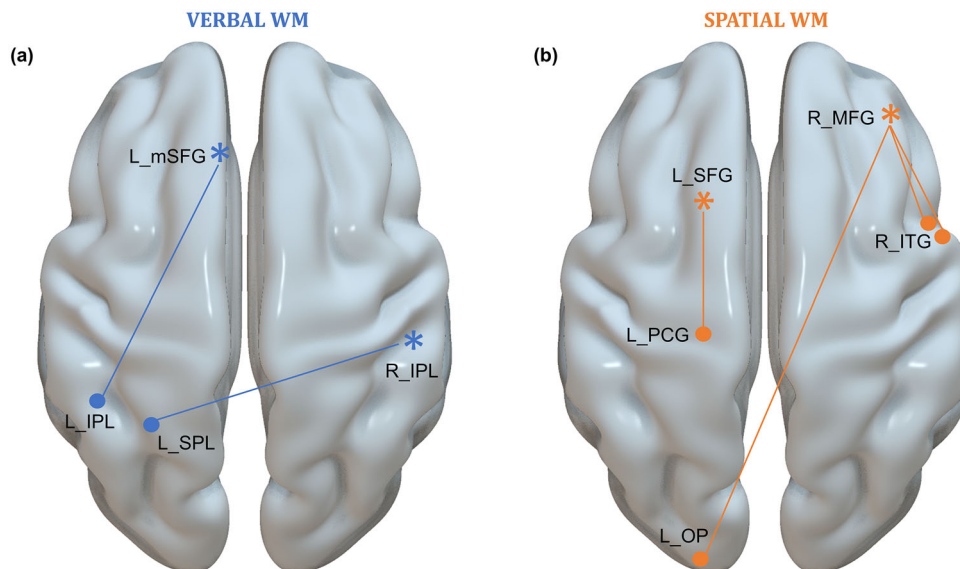 VERBAL WM
(a)
L_mSFG
R_IPL
L_IPL
L_SPL
SPATIAL WM
(b)
R_MFG
L_SFG
R_ITG
L_PCG
L_OP